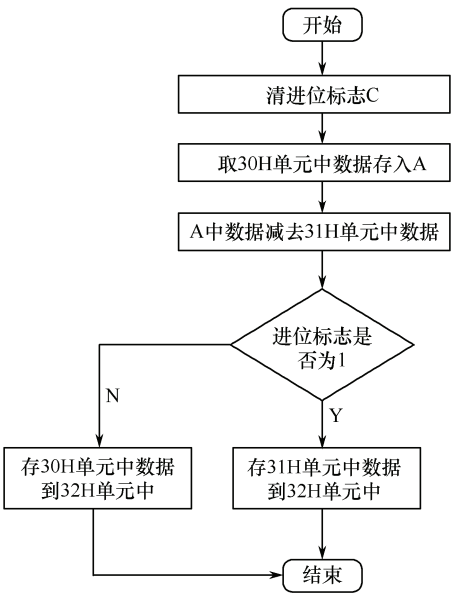 开始
清进位标志C
取30H单元中数据存入A
A中数据减去31H单元中数据
进位标志是
否为1
N
Y
存30H单元中数据
到32H单元中
存31H单元中数据
到32H单元中
结束